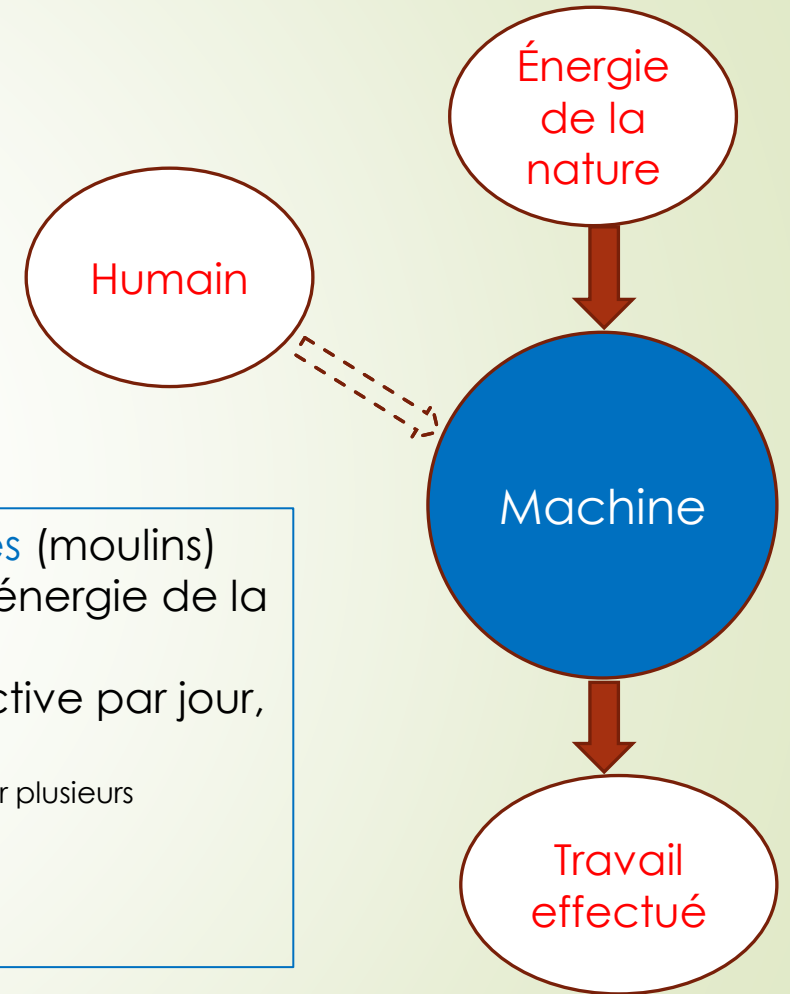 Énergie
de la
nature
Humain
Machine
es (moulins)
énergie de la
ctive par jour,
r plusieurs
Travail
effectué